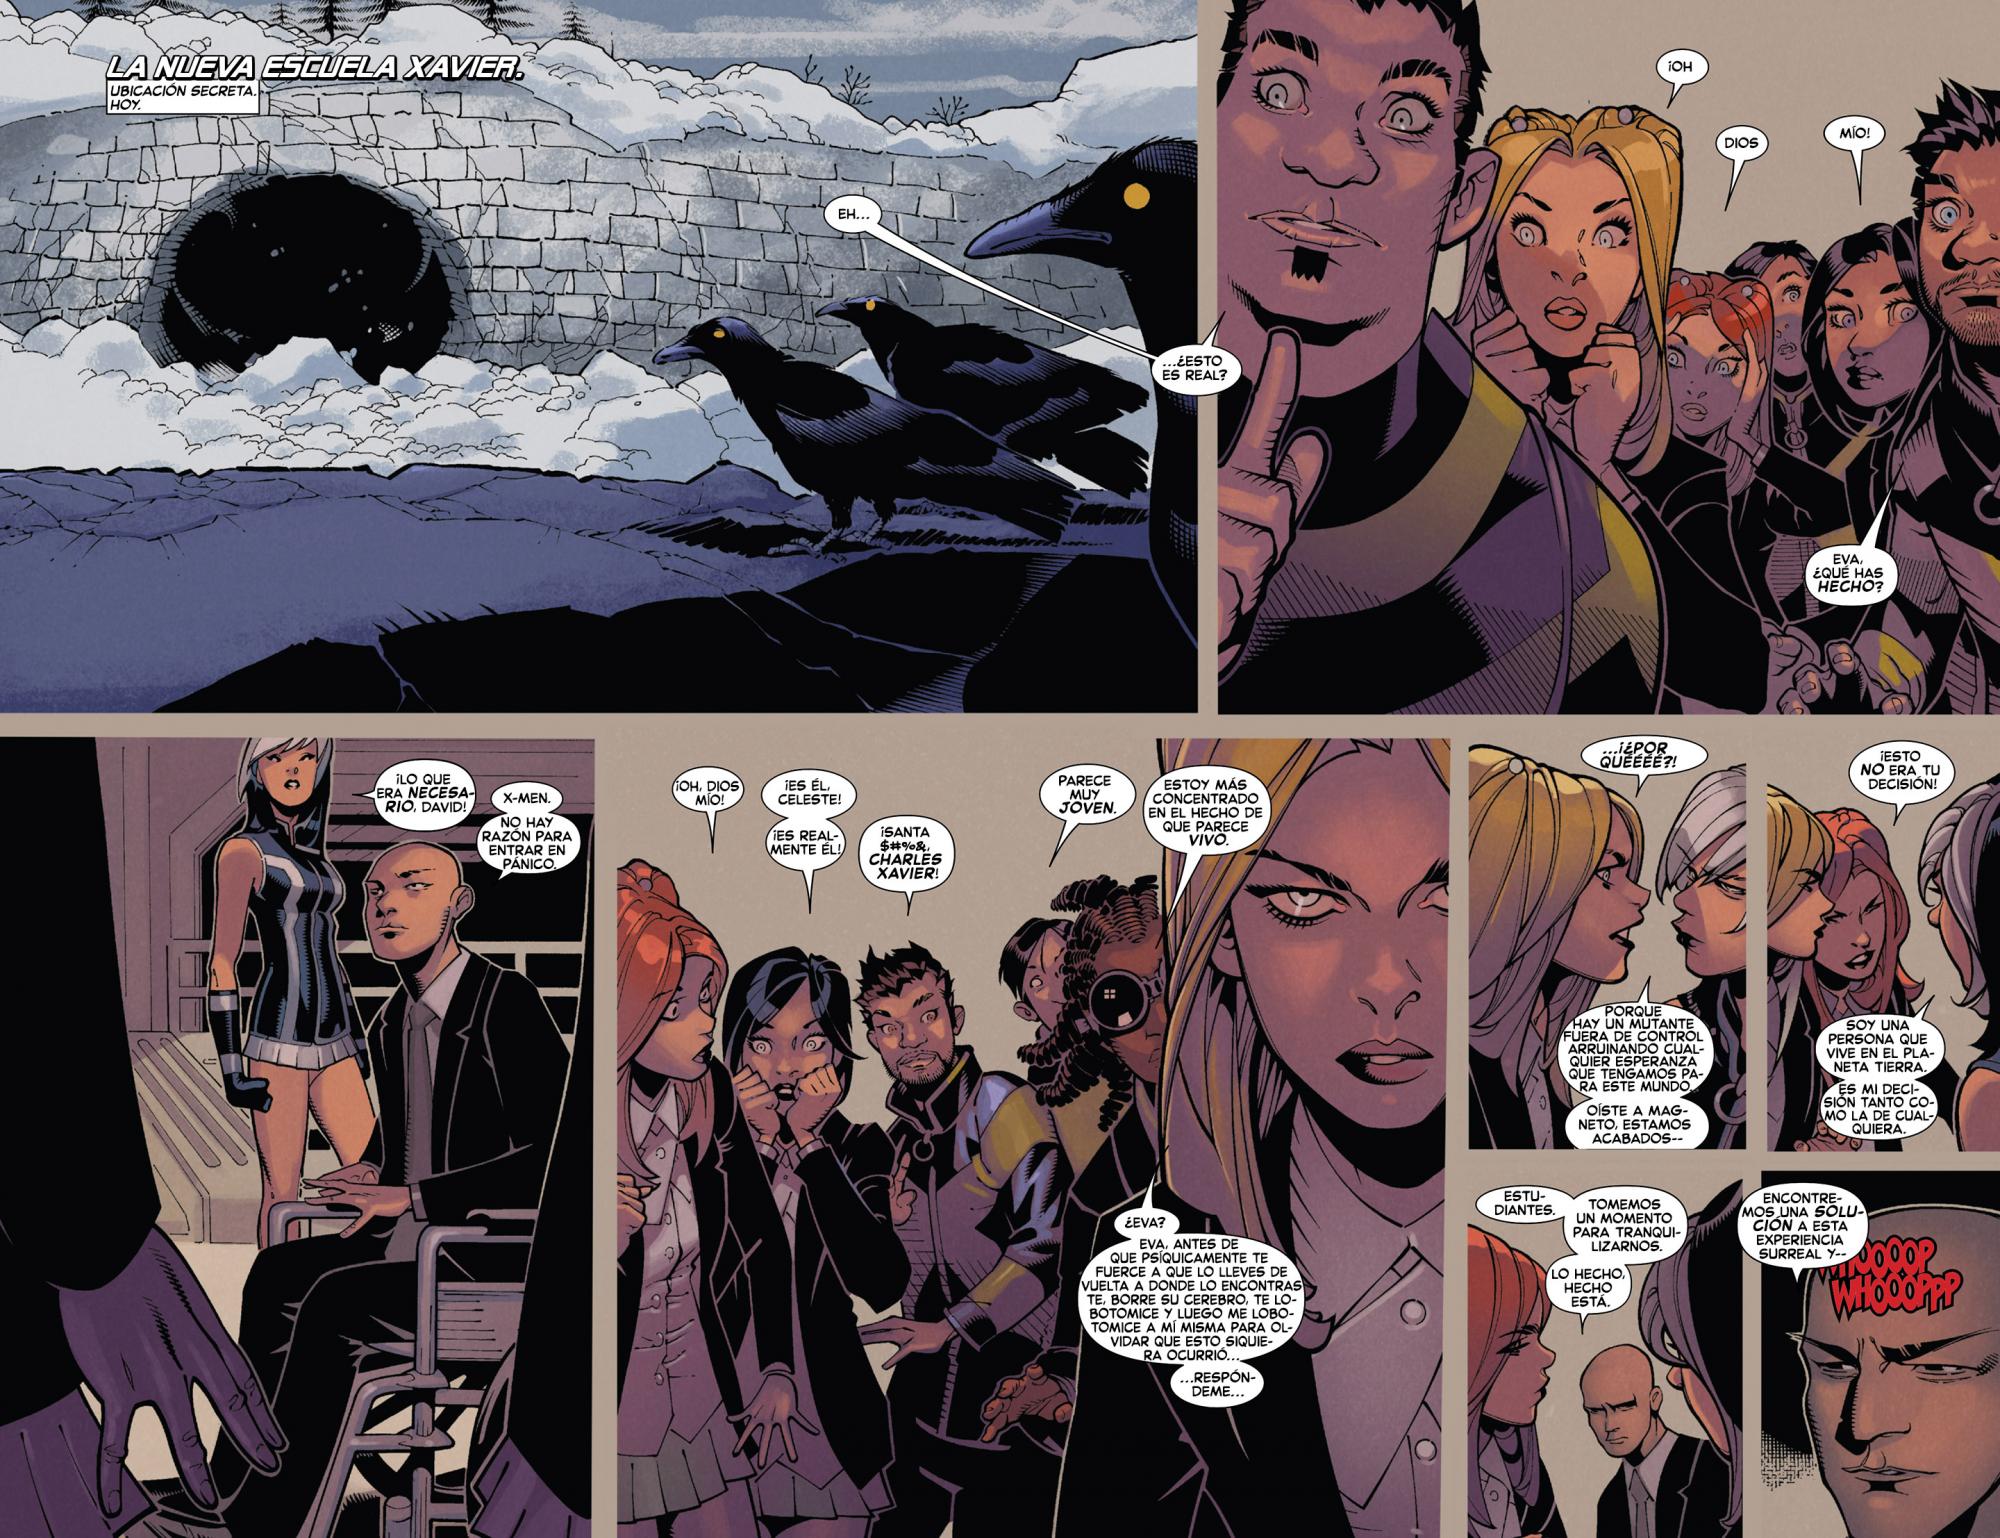 LA NUEVA ESCUELA XAVIER.
UBICACIÓN SECRETA.
HOY.
EH...
...¿ESTO
ES REAL?
¡OH
DIOS
MÍO!
EVA,
¿QUÉ HAS
HECHO?
¡LO QUE
ERA NECESA-
RIO, DAVID!
X-MEN.
NO HAY
RAZÓN PARA
ENTRAR EN
PÁNICO.
¡OH, DIOS
MÍO!
¡ES ÉL,
CELESTE!
¡ES REAL-
MENTE ÉL!
¡SANTA
$#%&,
CHARLES
XAVIER!
PARECE
MUY
JOVEN.
ESTOY MÁS
CONCENTRADO
EN EL HECHO DE
QUE PARECE
VIVO.
¿EVA?
EVA, ANTES DE
QUE PSÍQUICAMENTE TE
FUERCE A QUE LO LLEVES DE
VUELTA A DONDE LO ENCONTRAS
TE, BORRE SU CEREBRO, TE LO-
BOTOMICE Y LUEGO ME LOBO-
TOMICE A MÍ MISMA PARA OL-
VIDAR QUE ESTO SIQUIE-
RA OCURRIÓ...
...RESPÓN-
DEME...
...¡¿POR
QUÉÉÉÉ?!
PORQUE
HAY UN MUTANTE
FUERA DE CONTROL
ARRUINANDO CUAL-
QUIER ESPERANZA
QUE TENGAMOS PA-
RA ESTE MUNDO.
OÍSTE A MAG-
NETO, ESTAMOS
ACABADOS--
¡ESTO
NO ERA TU
DECISIÓN!
SOY UNA
PERSONA QUE
VIVE EN EL PLA-
NETA TIERRA.
ES MI DECI-
SIÓN TANTO CO-
MO LA DE CUAL-
QUIERA.
ESTU-
DIANTES.
TOMEMOS
UN MOMENTO
PARA TRANQUI-
LIZARNOS.
LO HECHO,
HECHO
ESTÁ.
ENCONTRE-
MOS UNA SOLU-
CIÓN A ESTA
EXPERIENCIA
SURREAL Y--
WHOOOOP
WHOOOPPP